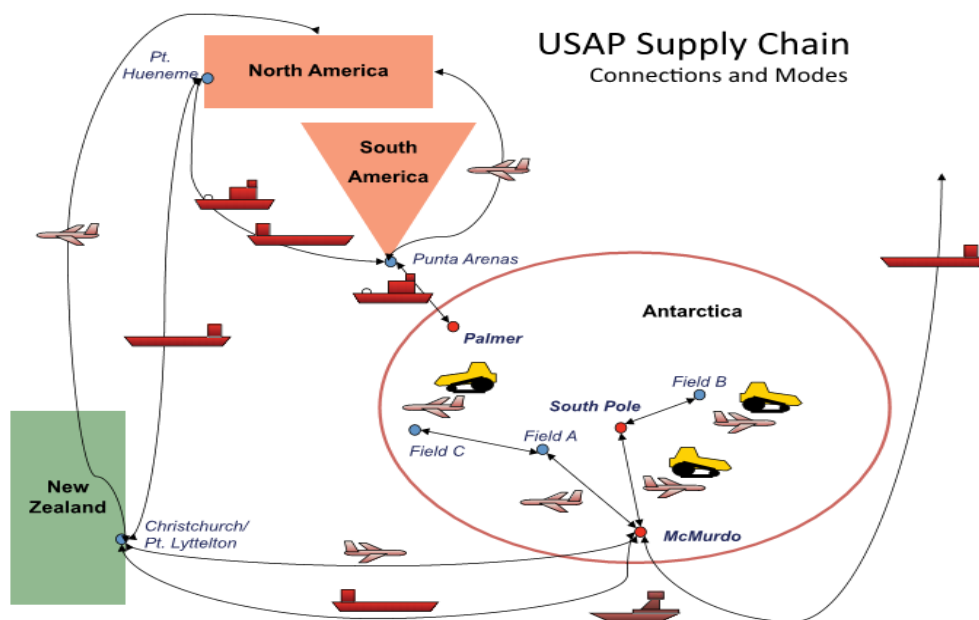 USAP Supply Chain
Connections and Modes
Pt.
Hueneme
North America
South
America
Punta Arenas
Antarctica
Palmer
Field B
South Pole
Field C
Field A
New
Zealand
Christchurch/
Pt. Lyttelton
McMurdo